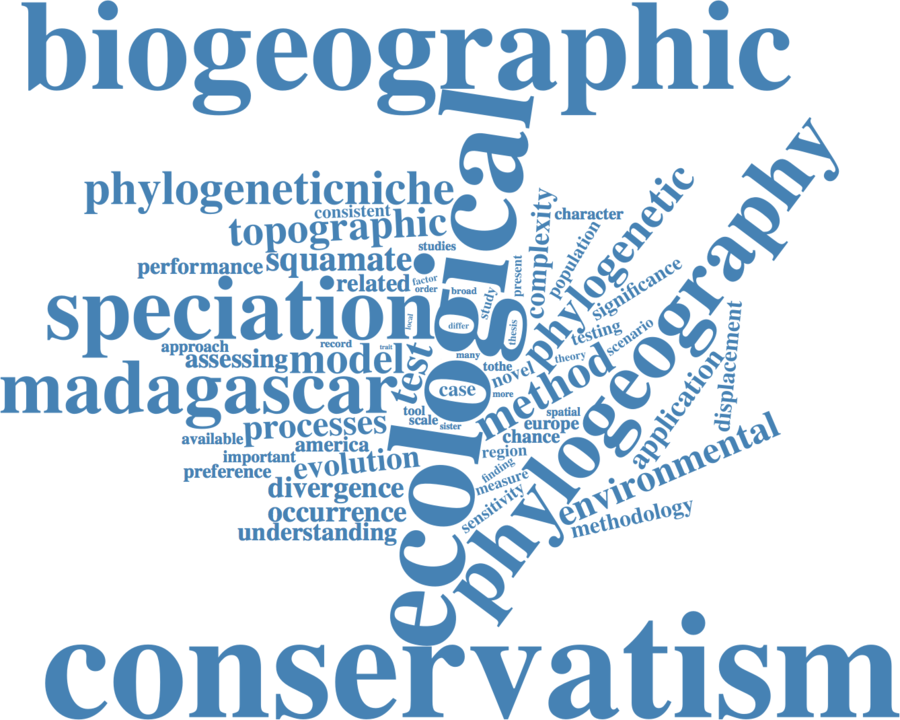 biogeographic
ecological
phylogeneticniche
consistent
topographic
studies
performance
squamate
related
factor
order
broad
speciation
local
differ
study
present
thesis
complexity
character
population
phylogenetic
significance
phylogeography
approach
record
trait
assessing
model
test
many
tothe
novel
more
theory
testing
scenario
method
displacement
application
madagascar
case
tool
scale
sister
spatial
europe
chance
processes
available
america
important
preference
evolution
region
finding
measure
sensitivity
environmental
methodology
divergence
occurrence
understanding
conservatism